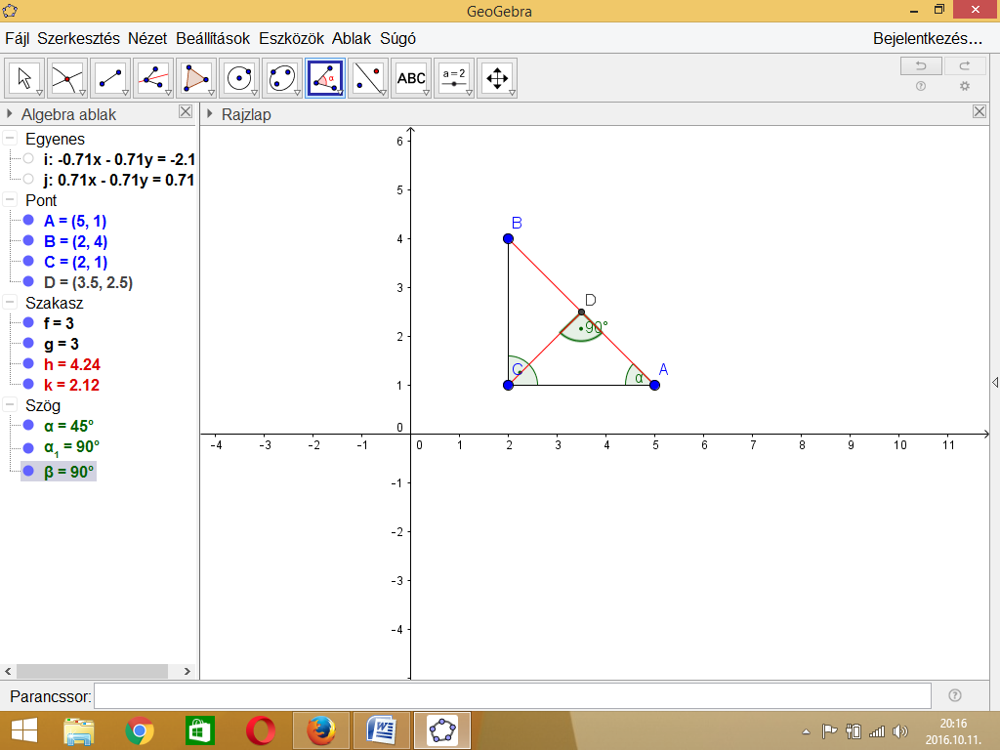 GeoGebra
Fájl Szerkesztés Nézet Beállítások Eszközök Ablak Súgó Bejelentkezés...
ABC a=2
Algebra ablak
Rajzlap
Egyenes
i: -0.71x - 0.71y = -2.1
j: 0.71x - 0.71y = 0.71
Pont
A = (5, 1)
B = (2, 4)
C = (2, 1)
D = (3.5, 2.5)
Szakasz
f = 3
g = 3
h = 4.24
k = 2.12
Szög
α = 45°
α₁ = 90°
β = 90°
6
5
B
4
3
D
90°
2
C
α
A
1
0
-4 -3 -2 -1 0 1 2 3 4 5 6 7 8 9 10 11
-1
-2
-3
-4
Parancssor:
20:16
2016.10.11.